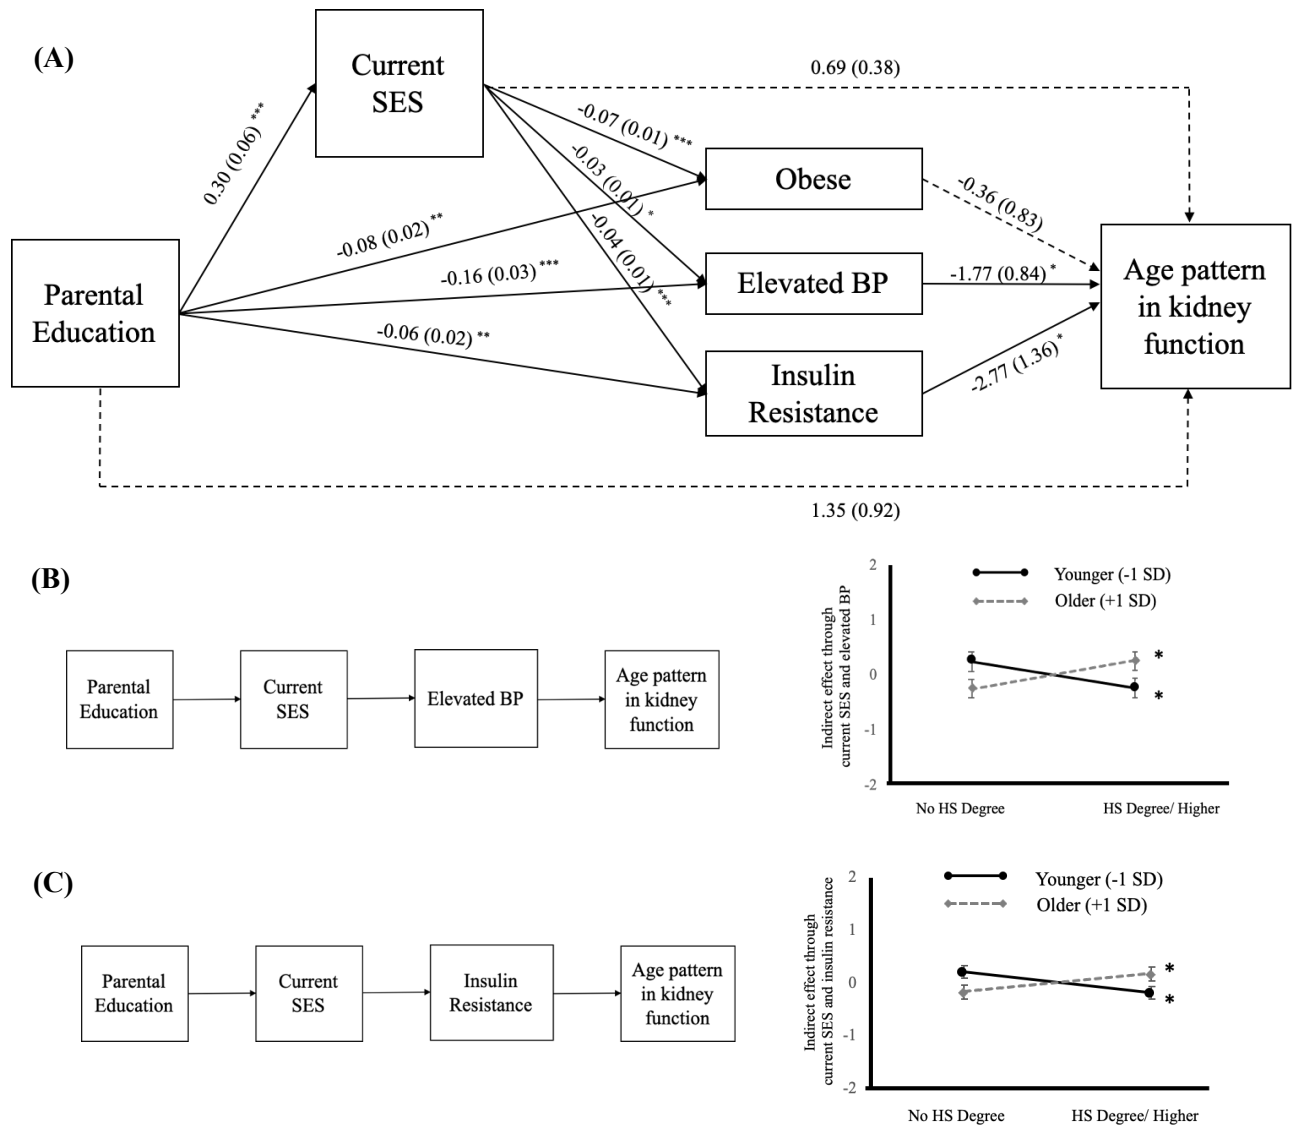 (A)
Current
SES
0.69 (0.38)
0.30 (0.06) ***
-0.07 (0.01) ***
-0.03 (0.01) *
-0.04 (0.01) ***
Obese
-0.36 (0.83)
-0.08 (0.02) **
Parental
Education
-0.16 (0.03) ***
Elevated BP
-1.77 (0.84) *
Age pattern
in kidney
function
-0.06 (0.02) **
Insulin
Resistance
-2.77 (1.36) *
1.35 (0.92)
(B)
Parental
Education
Current
SES
Elevated BP
Age pattern
in kidney
function
Indirect effect through
current SES and elevated BP
2
1
0
-1
-2
Younger (-1 SD)
Older (+1 SD)
*
*
No HS Degree
HS Degree/ Higher
(C)
Parental
Education
Current
SES
Insulin
Resistance
Age pattern
in kidney
function
Indirect effect through
current SES and insulin resistance
2
1
0
-1
-2
Younger (-1 SD)
Older (+1 SD)
*
*
No HS Degree
HS Degree/ Higher